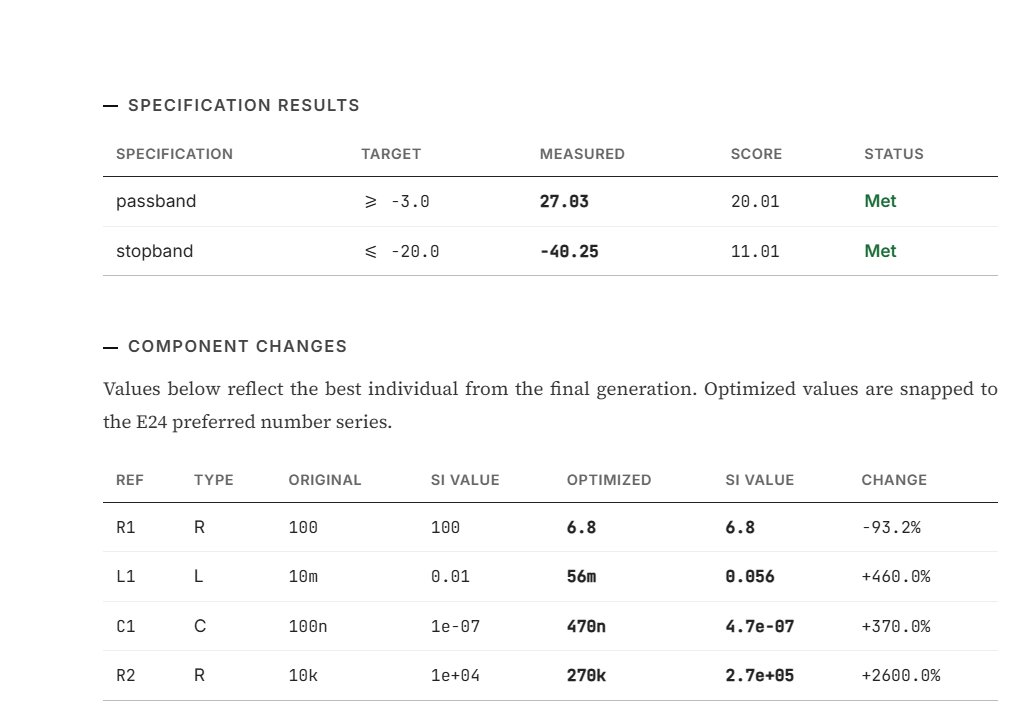 — SPECIFICATION RESULTS
SPECIFICATION TARGET MEASURED SCORE STATUS
passband ⩾ -3.0 27.03 20.01 Met
stopband ⩽ -20.0 -40.25 11.01 Met
— COMPONENT CHANGES
Values below reflect the best individual from the final generation. Optimized values are snapped to
the E24 preferred number series.
REF TYPE ORIGINAL SI VALUE OPTIMIZED SI VALUE CHANGE
R1 R 100 100 6.8 6.8 -93.2%
L1 L 10m 0.01 56m 0.056 +460.0%
C1 C 100n 1e-07 470n 4.7e-07 +370.0%
R2 R 10k 1e+04 270k 2.7e+05 +2600.0%